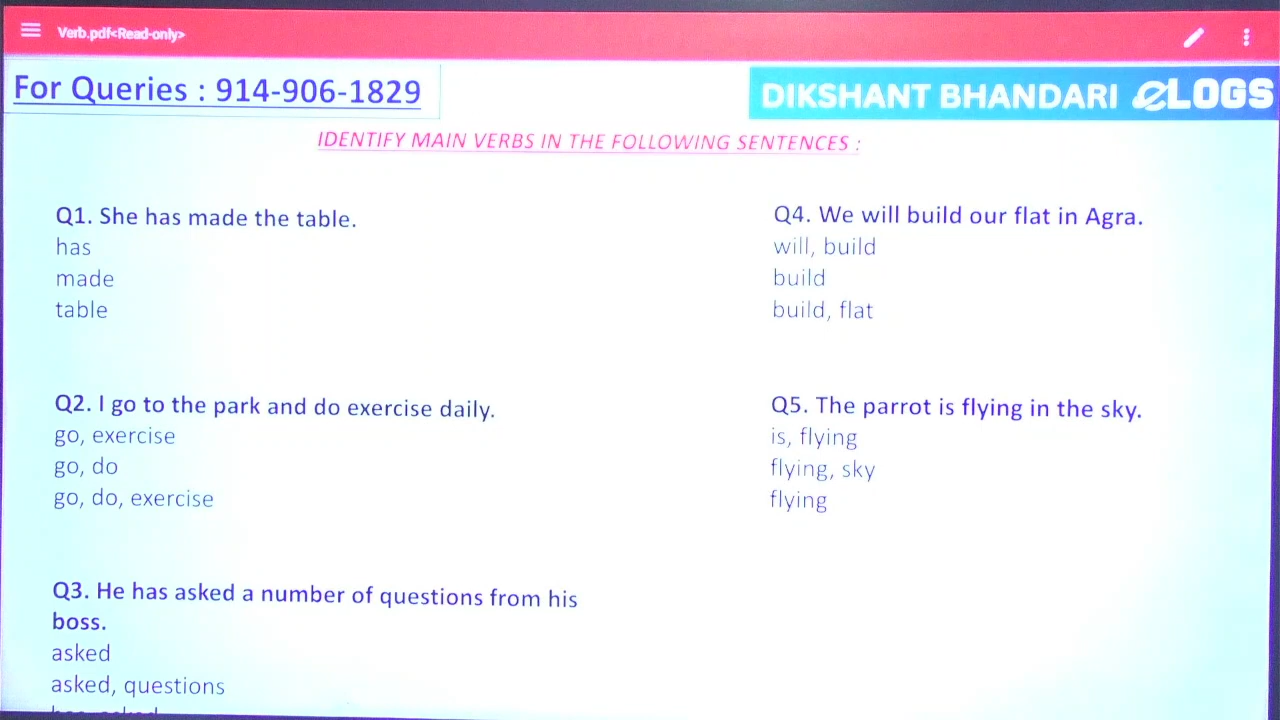 Verb.pdf<Read-only>
For Queries : 914-906-1829
DIKSHANT BHANDARI eLOGS
IDENTIFY MAIN VERBS IN THE FOLLOWING SENTENCES :
Q1. She has made the table.
has
made
table
Q2. I go to the park and do exercise daily.
go, exercise
go, do
go, do, exercise
Q3. He has asked a number of questions from his
boss.
asked
asked, questions
Q4. We will build our flat in Agra.
will, build
build
build, flat
Q5. The parrot is flying in the sky.
is, flying
flying, sky
flying